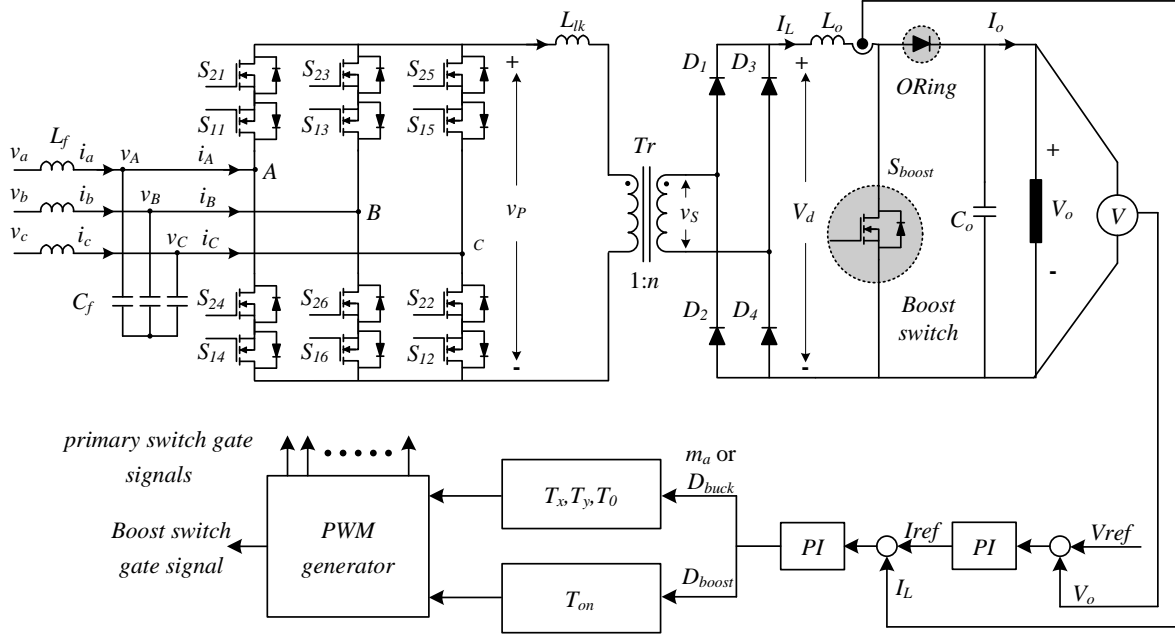 L_lk
I_L
L_o
I_o
S_21
S_23
S_25
+
D_1
D_3
+
ORing
S_11
S_13
S_15
L_f
v_a
i_a
v_A
i_A
A
Tr
S_boost
+
v_b
i_b
v_B
i_B
B
v_P
v_S
V_d
C_o
V_o
V
v_c
i_c
v_C
i_C
C
1:n
-
C_f
S_24
S_26
S_22
D_2
D_4
Boost
switch
S_14
S_16
S_12
-
-
primary switch gate
signals
m_a or
D_buck
T_x,T_y,T_0
Boost switch
gate signal
PWM
generator
PI
Iref
PI
Vref
D_boost
I_L
V_o
T_on